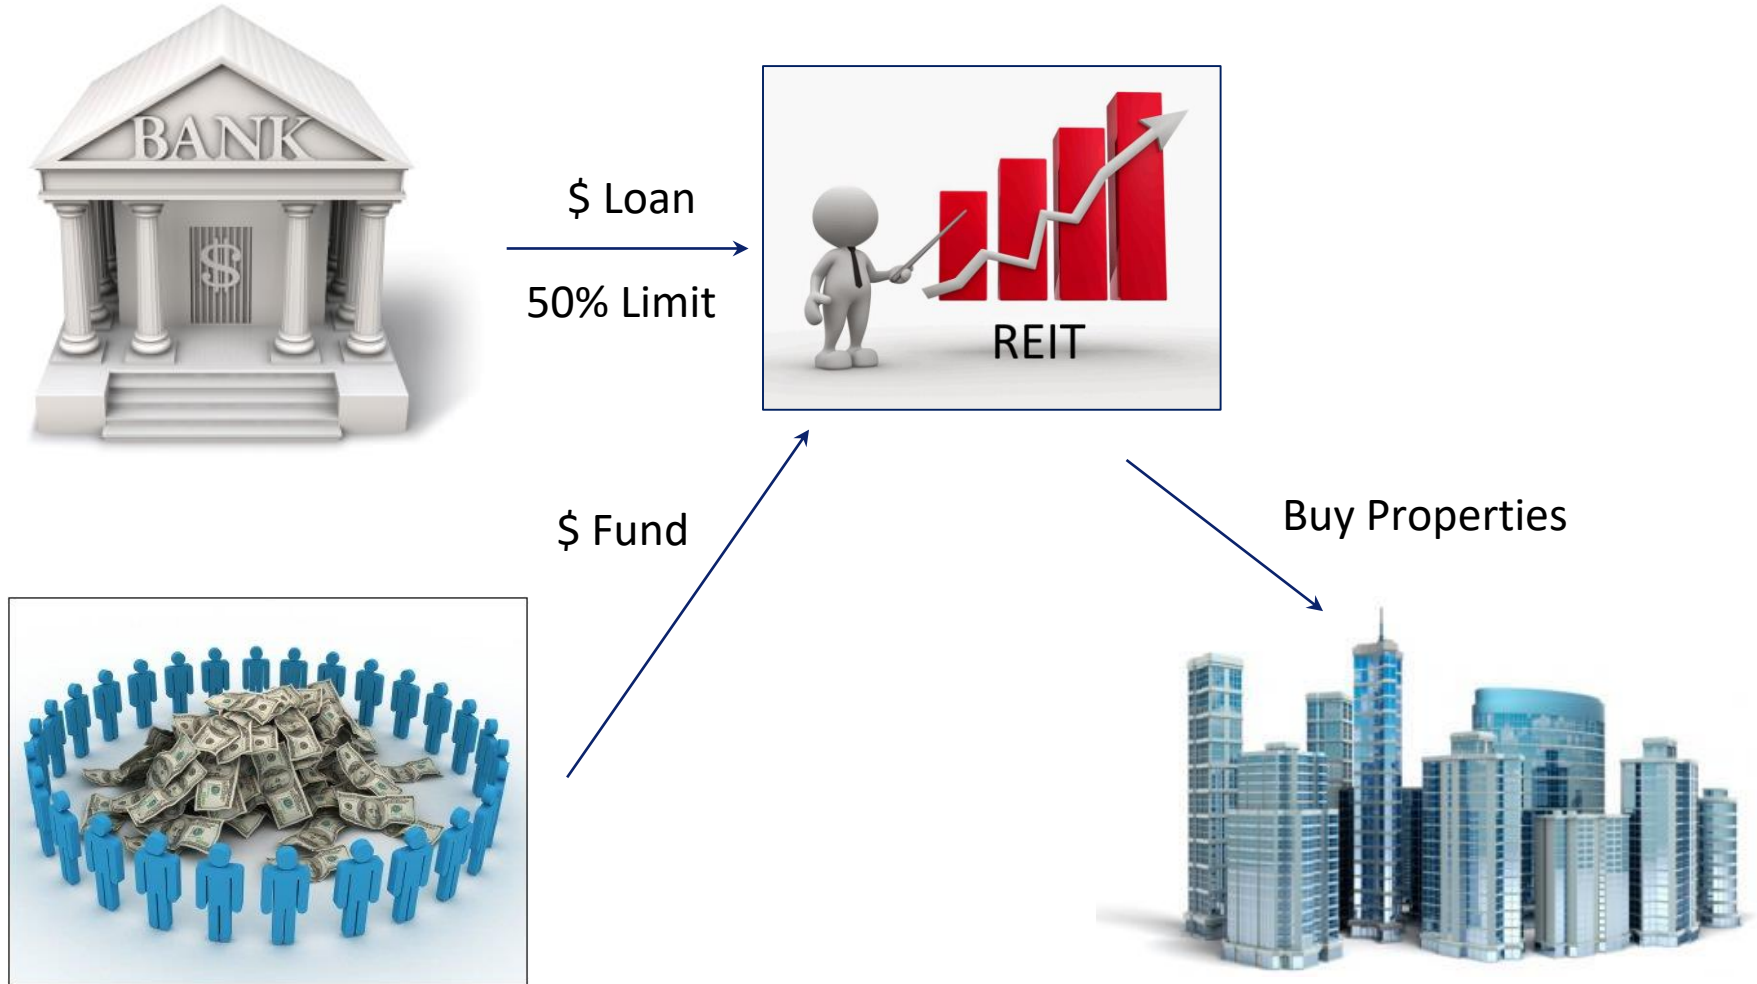 BANK
$
$ Loan
50% Limit
REIT
$ Fund
Buy Properties